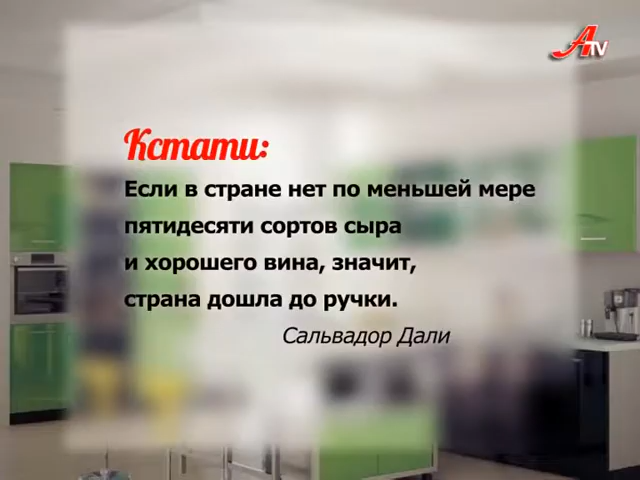 АTV
Кстати:
Если в стране нет по меньшей мере
пятидесяти сортов сыра
и хорошего вина, значит,
страна дошла до ручки.
Сальвадор Дали